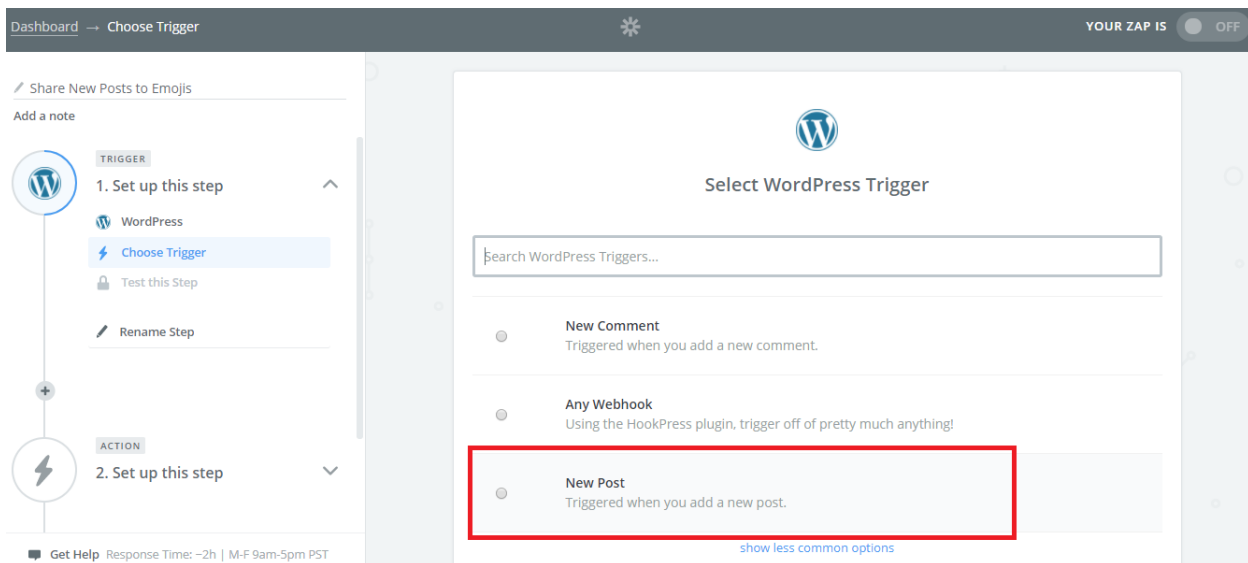 Dashboard → Choose Trigger
YOUR ZAP IS OFF
Share New Posts to Emojis
Add a note
TRIGGER
1. Set up this step
WordPress
Choose Trigger
Test this Step
Rename Step
+
ACTION
2. Set up this step
Get Help Response Time: ~2h | M-F 9am-5pm PST
Select WordPress Trigger
Search WordPress Triggers...
New Comment
Triggered when you add a new comment.
Any Webhook
Using the HookPress plugin, trigger off of pretty much anything!
New Post
Triggered when you add a new post.
show less common options